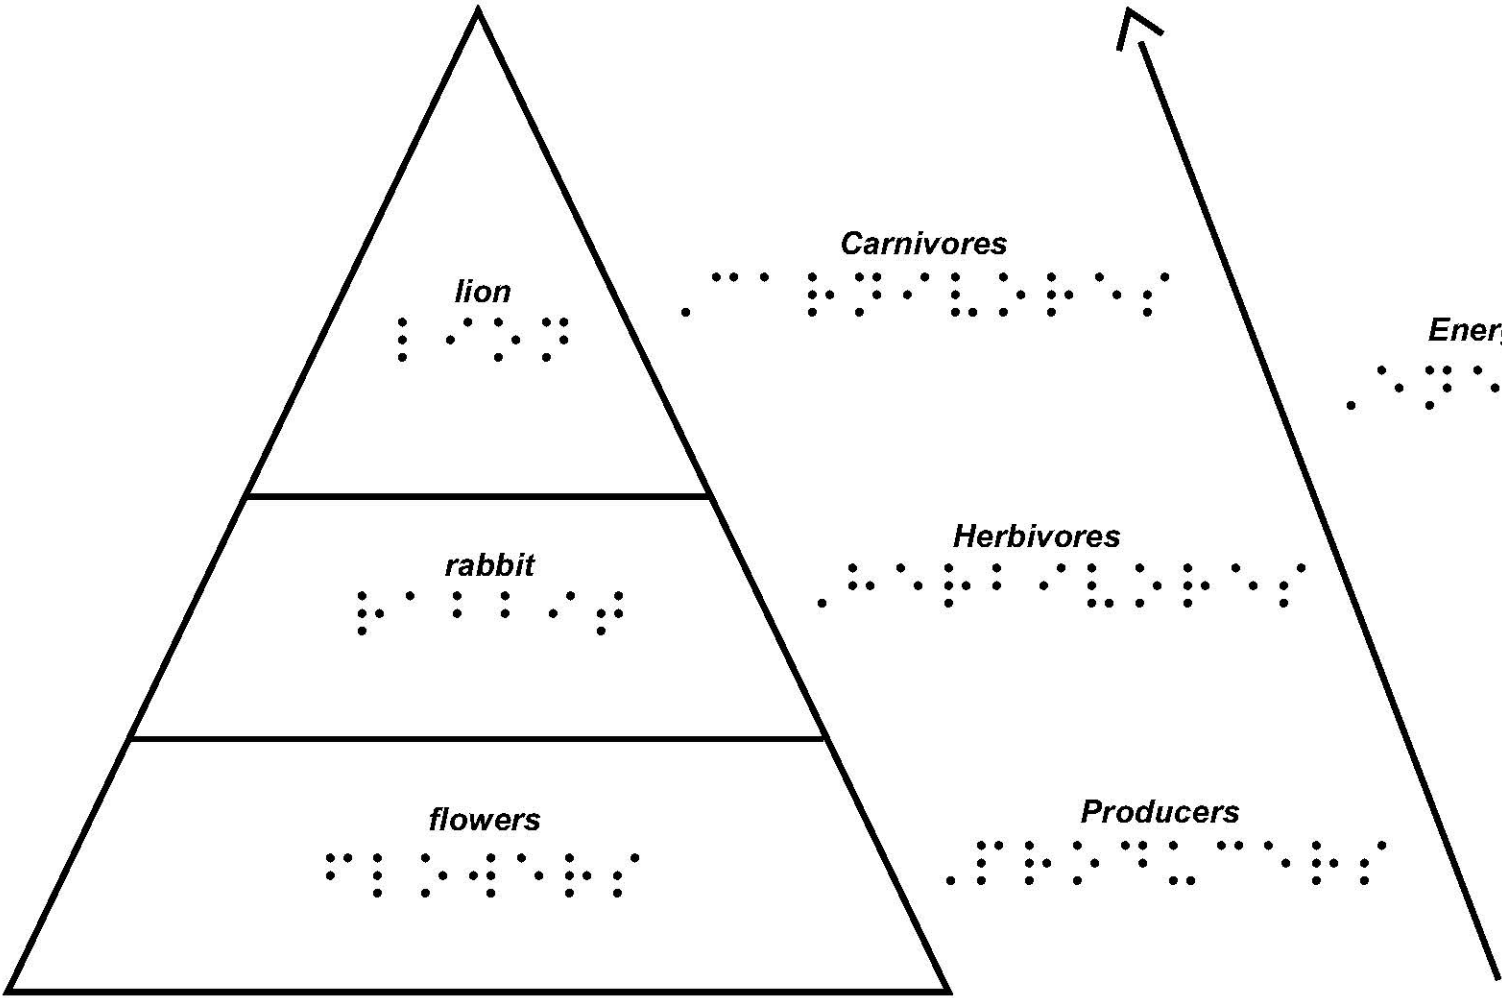 Carnivores
⠠⠉⠁⠗⠝⠊⠧⠕⠗⠑⠎
lion
⠇⠊⠕⠝
Energ
⠠⠑⠝⠑
Herbivores
⠠⠓⠑⠗⠃⠊⠧⠕⠗⠑⠎
rabbit
⠗⠁⠃⠃⠊⠞
Producers
⠠⠏⠗⠕⠙⠥⠉⠑⠗⠎
flowers
⠋⠇⠕⠺⠑⠗⠎